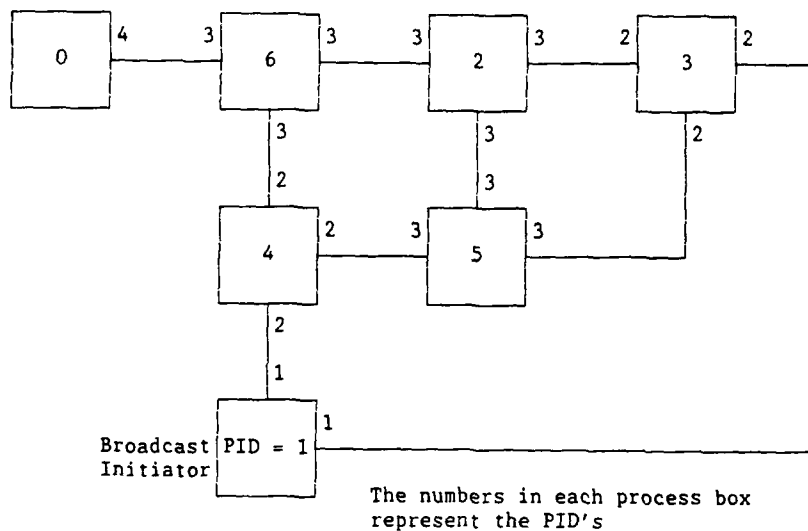 4 3 3 3 3 2 2
0 6 2 3
3 3 2
2 3
2 3 3
4 5
2
1
1
Broadcast PID = 1
Initiator
The numbers in each process box
represent the PID's